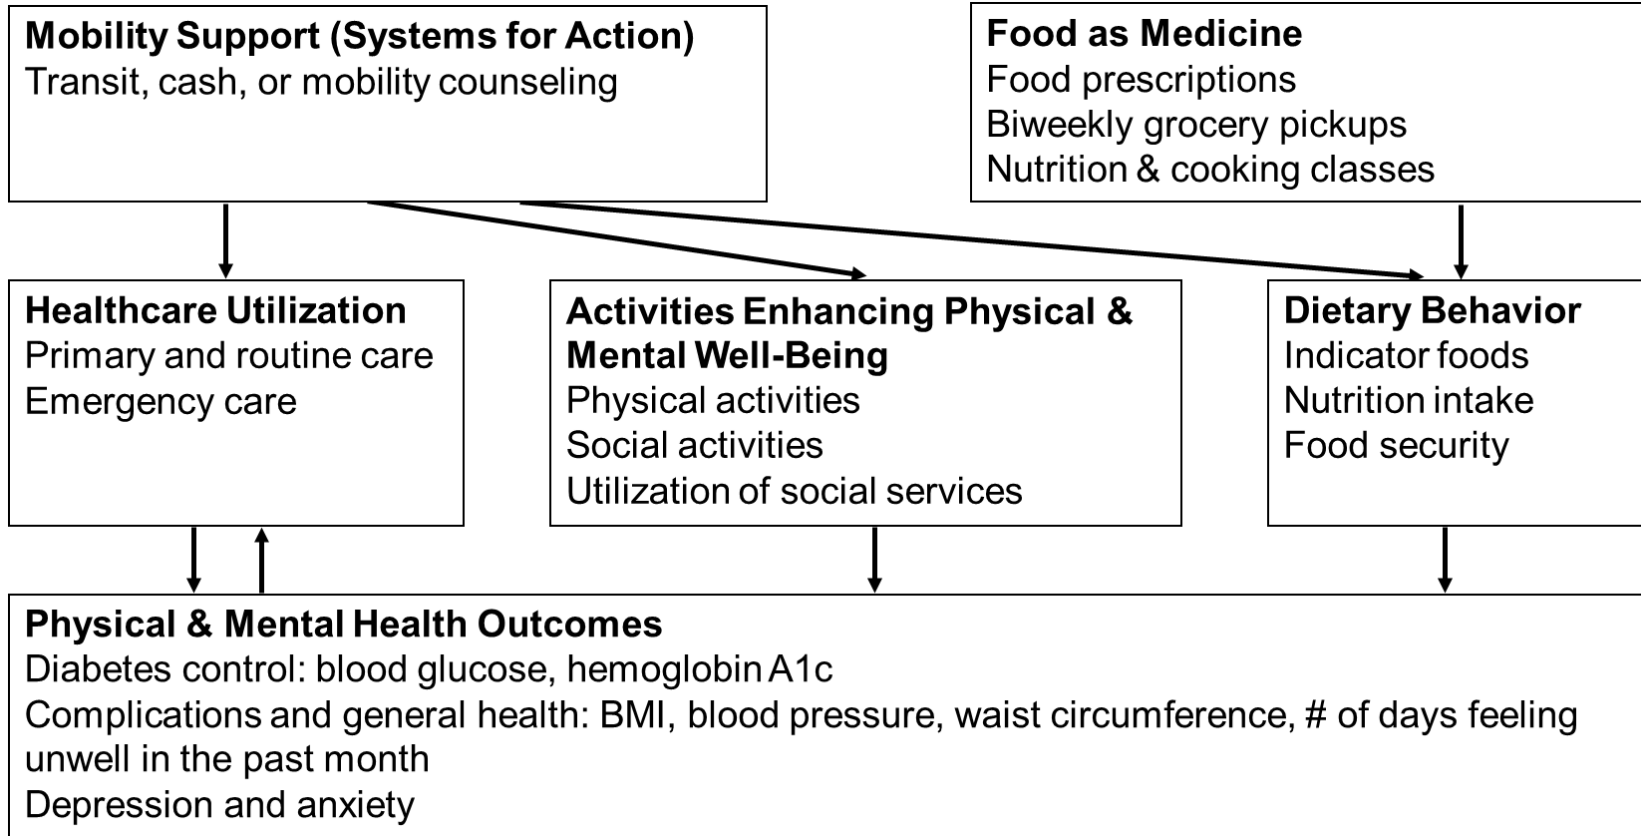 Mobility Support (Systems for Action)
Transit, cash, or mobility counseling
Food as Medicine
Food prescriptions
Biweekly grocery pickups
Nutrition & cooking classes
Healthcare Utilization
Primary and routine care
Emergency care
Activities Enhancing Physical &
Mental Well-Being
Physical activities
Social activities
Utilization of social services
Dietary Behavior
Indicator foods
Nutrition intake
Food security
Physical & Mental Health Outcomes
Diabetes control: blood glucose, hemoglobin A1c
Complications and general health: BMI, blood pressure, waist circumference, # of days feeling
unwell in the past month
Depression and anxiety